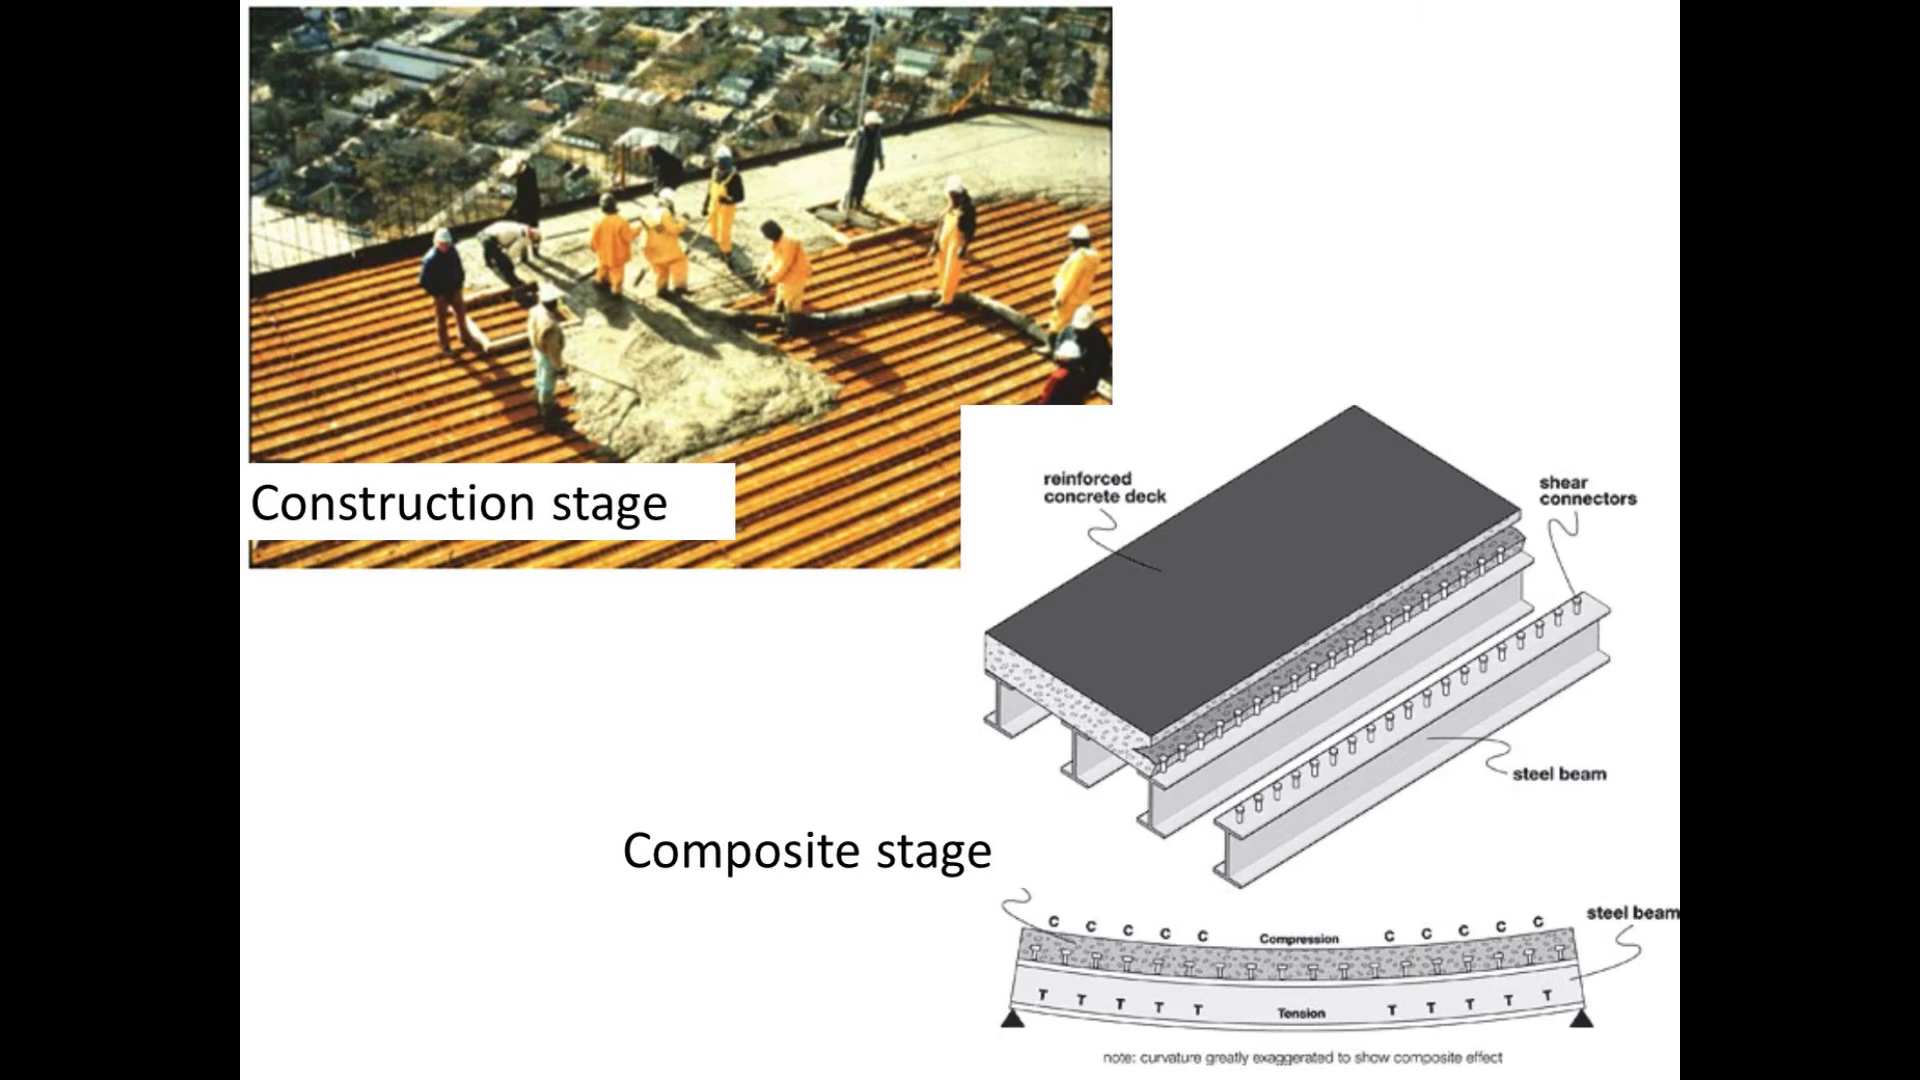 Construction stage
reinforced
concrete deck
shear
connectors
steel beam
Composite stage
steel beam
C C C C C Compression C C C C C
T T T T T Tension T T T T T
note: curvature greatly exaggerated to show composite effect